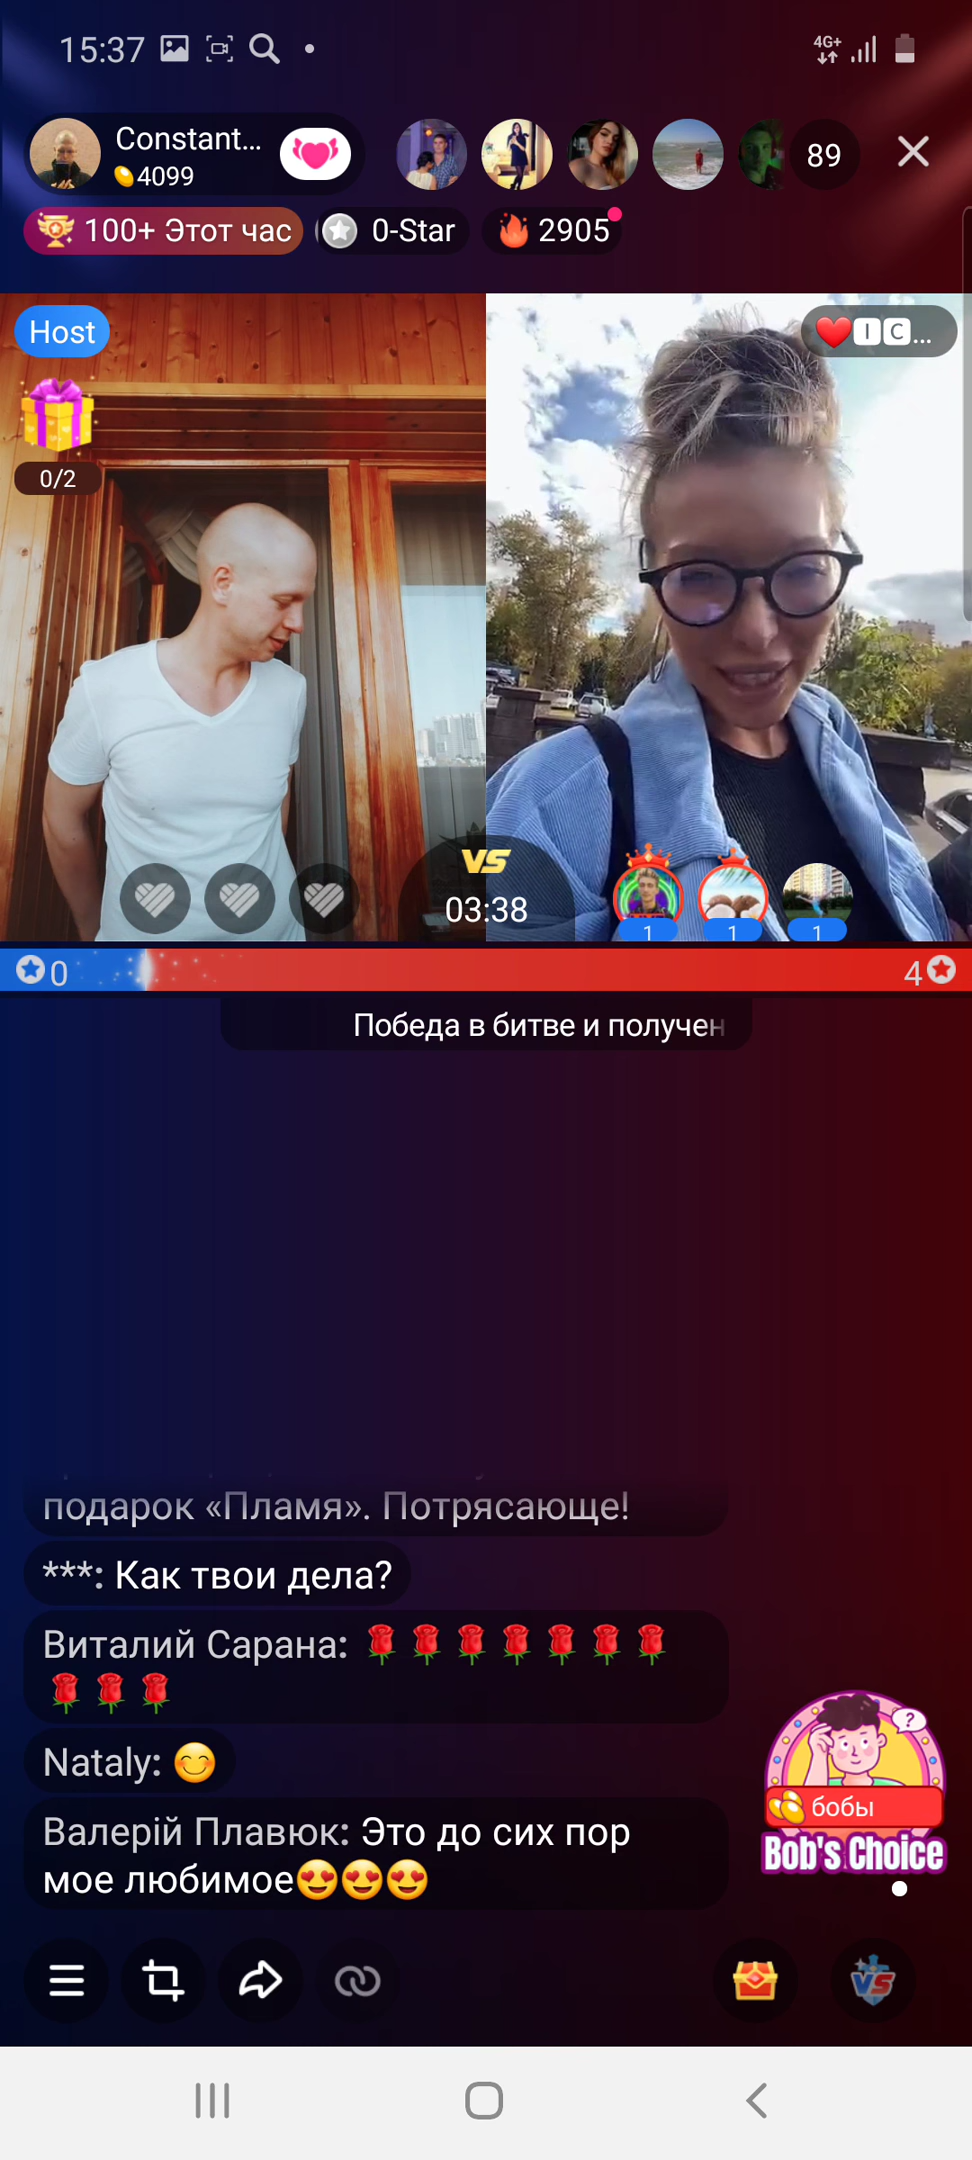 15:37
4G+
Constant...
4099
89
100+ Этот час
0-Star
2905
Host
❤️🅸🅲...
0/2
VS
03:38
1
1
1
0
4
Победа в битве и получен
подарок «Пламя». Потрясающе!
***: Как твои дела?
Виталий Сарана: 🌹🌹🌹🌹🌹🌹🌹
🌹🌹🌹
Nataly: 😊
Валерій Плавюк: Это до сих пор
мое любимое😍😍😍
?
бобы
Bob's Choice
VS